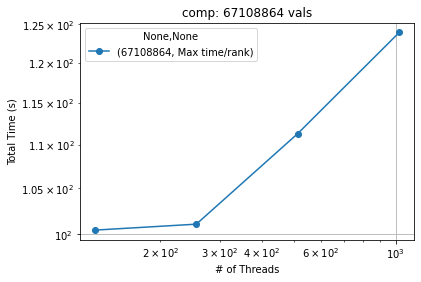 comp: 67108864 vals
None,None
(67108864, Max time/rank)
Total Time (s)
1.25 × 10²
1.2 × 10²
1.15 × 10²
1.1 × 10²
1.05 × 10²
10²
2 × 10² 3 × 10² 4 × 10² 6 × 10² 10³
# of Threads